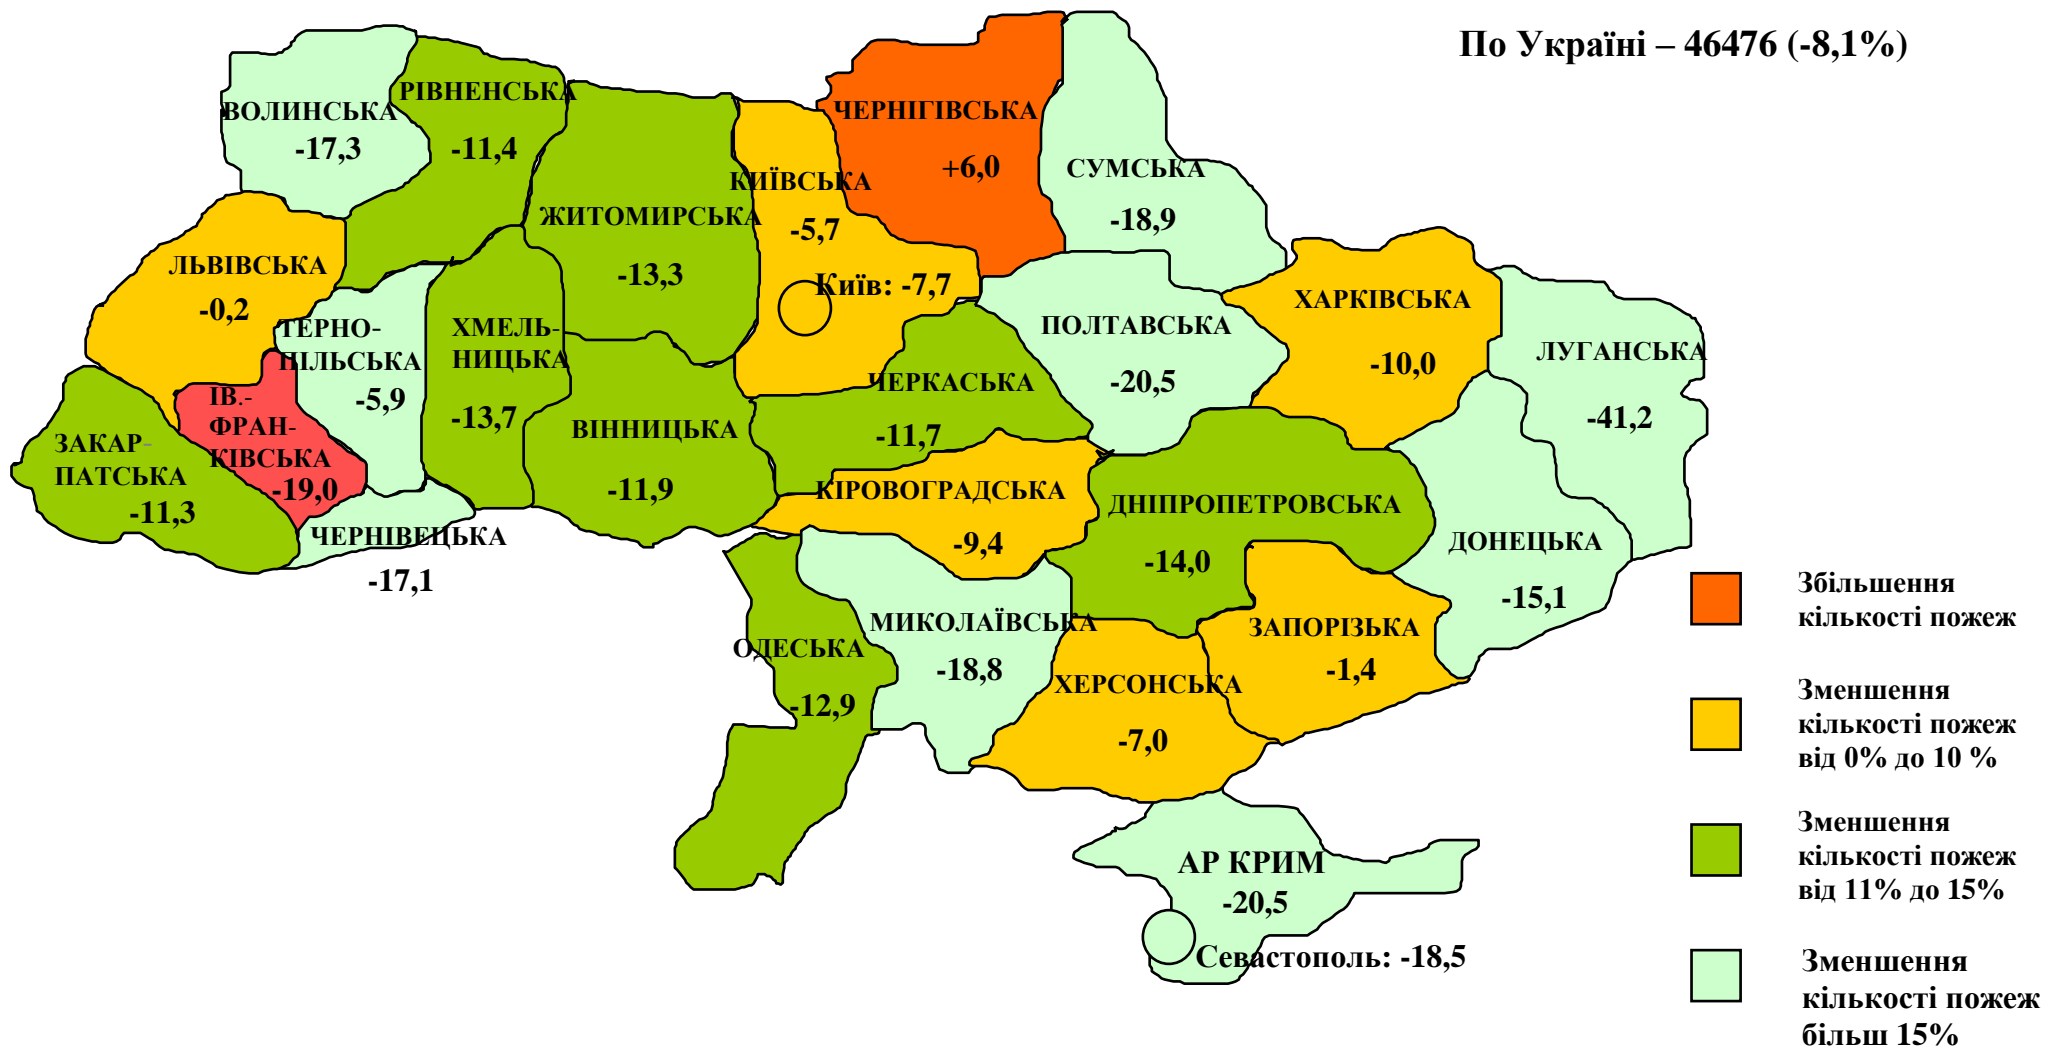 По Україні – 46476 (-8,1%)
ВОЛИНСЬКА
-17,3
РІВНЕНСЬКА
-11,4
ЖИТОМИРСЬКА
-13,3
КИЇВСЬКА
-5,7
Київ: -7,7
ЧЕРНІГІВСЬКА
+6,0
СУМСЬКА
-18,9
ЛЬВІВСЬКА
-0,2
ТЕРНО-
ПІЛЬСЬКА
-5,9
ХМЕЛЬ-
НИЦЬКА
-13,7
ПОЛТАВСЬКА
-20,5
ХАРКІВСЬКА
-10,0
ЛУГАНСЬКА
-41,2
ЗАКАР-
ПАТСЬКА
-11,3
ІВ.-
ФРАН-
КІВСЬКА
-19,0
ЧЕРНІВЕЦЬКА
-17,1
ВІННИЦЬКА
-11,9
ЧЕРКАСЬКА
-11,7
КІРОВОГРАДСЬКА
-9,4
ДНІПРОПЕТРОВСЬКА
-14,0
ДОНЕЦЬКА
-15,1
ОДЕСЬКА
-12,9
МИКОЛАЇВСЬКА
-18,8
ХЕРСОНСЬКА
-7,0
ЗАПОРІЗЬКА
-1,4
АР КРИМ
-20,5
Севастополь: -18,5
Збільшення
кількості пожеж
Зменшення
кількості пожеж
від 0% до 10 %
Зменшення
кількості пожеж
від 11% до 15%
Зменшення
кількості пожеж
більш 15%